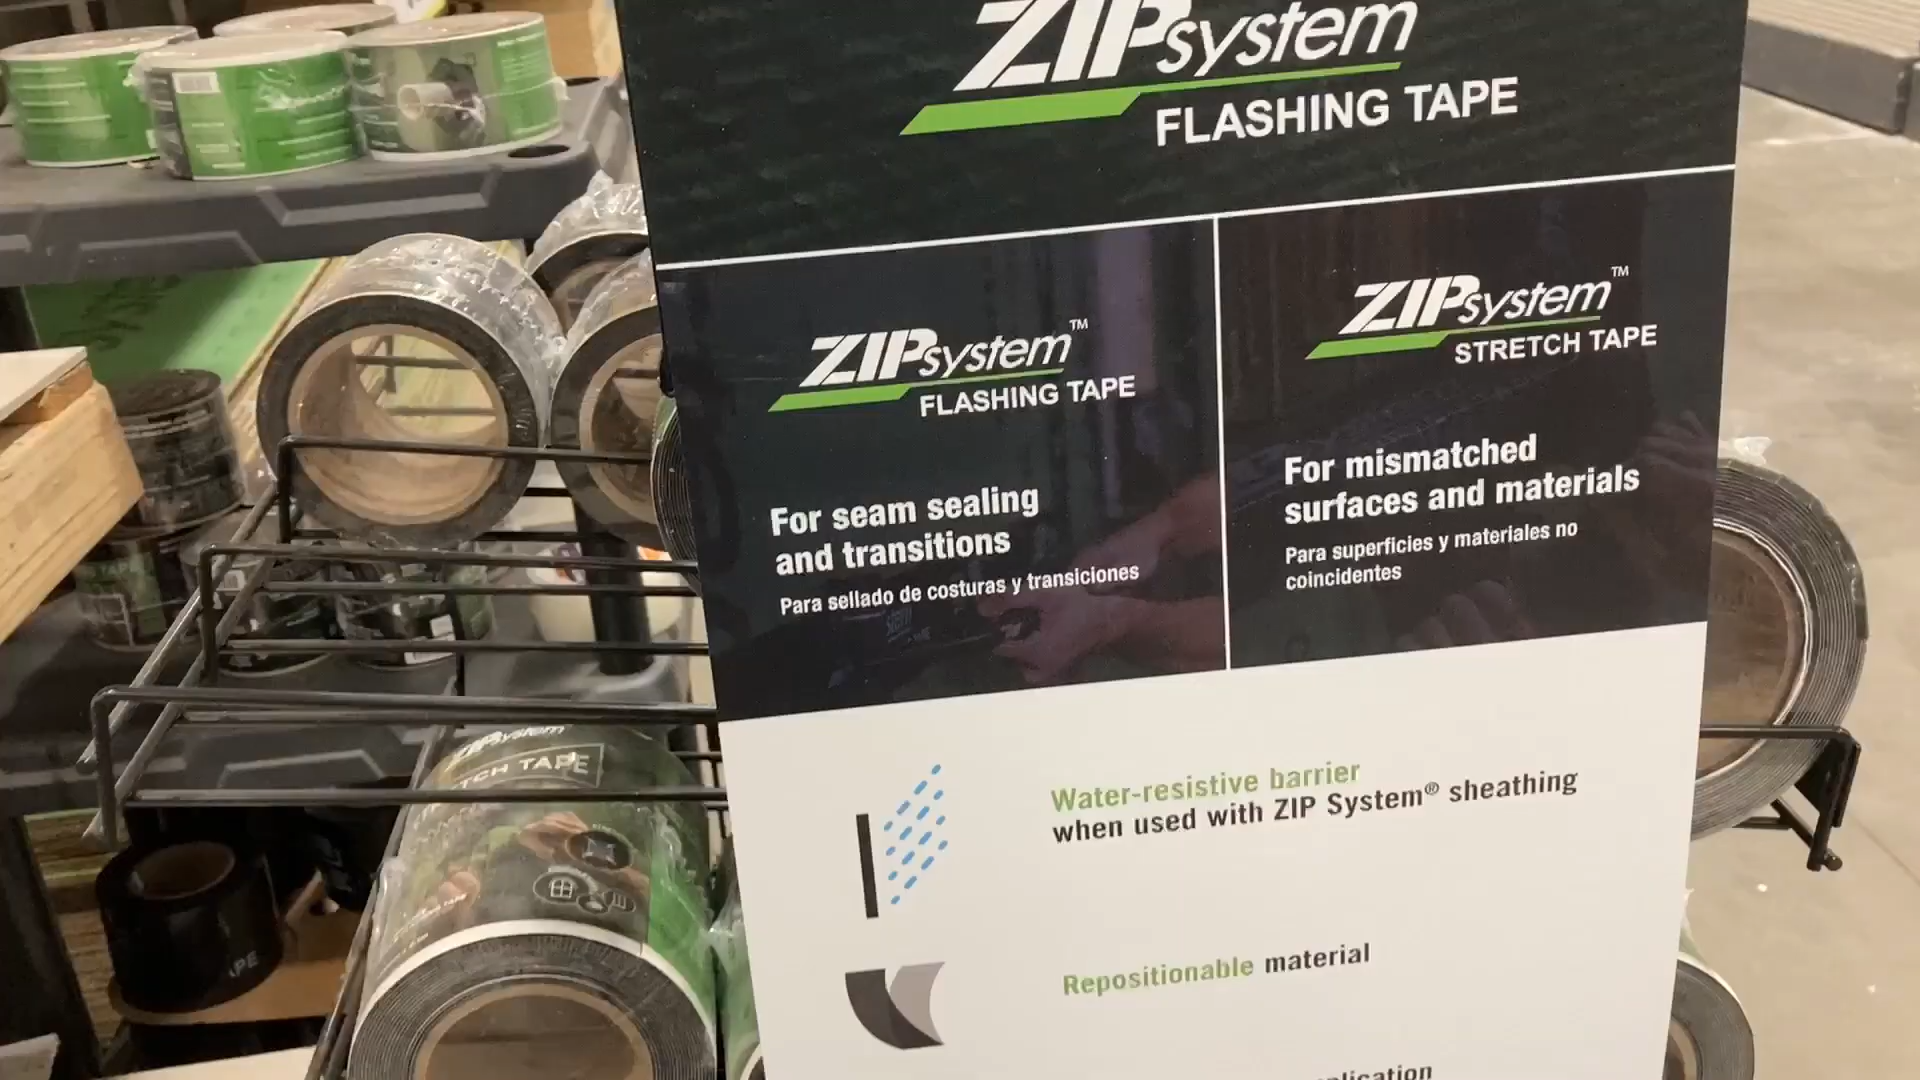 ZIPsystem
FLASHING TAPE
ZIPsystem™
FLASHING TAPE
For seam sealing
and transitions
Para sellado de costuras y transiciones
ZIPsystem™
STRETCH TAPE
For mismatched
surfaces and materials
Para superficies y materiales no
coincidentes
Water-resistive barrier
when used with ZIP System® sheathing
Repositionable material
ZIPsystem
TAPE